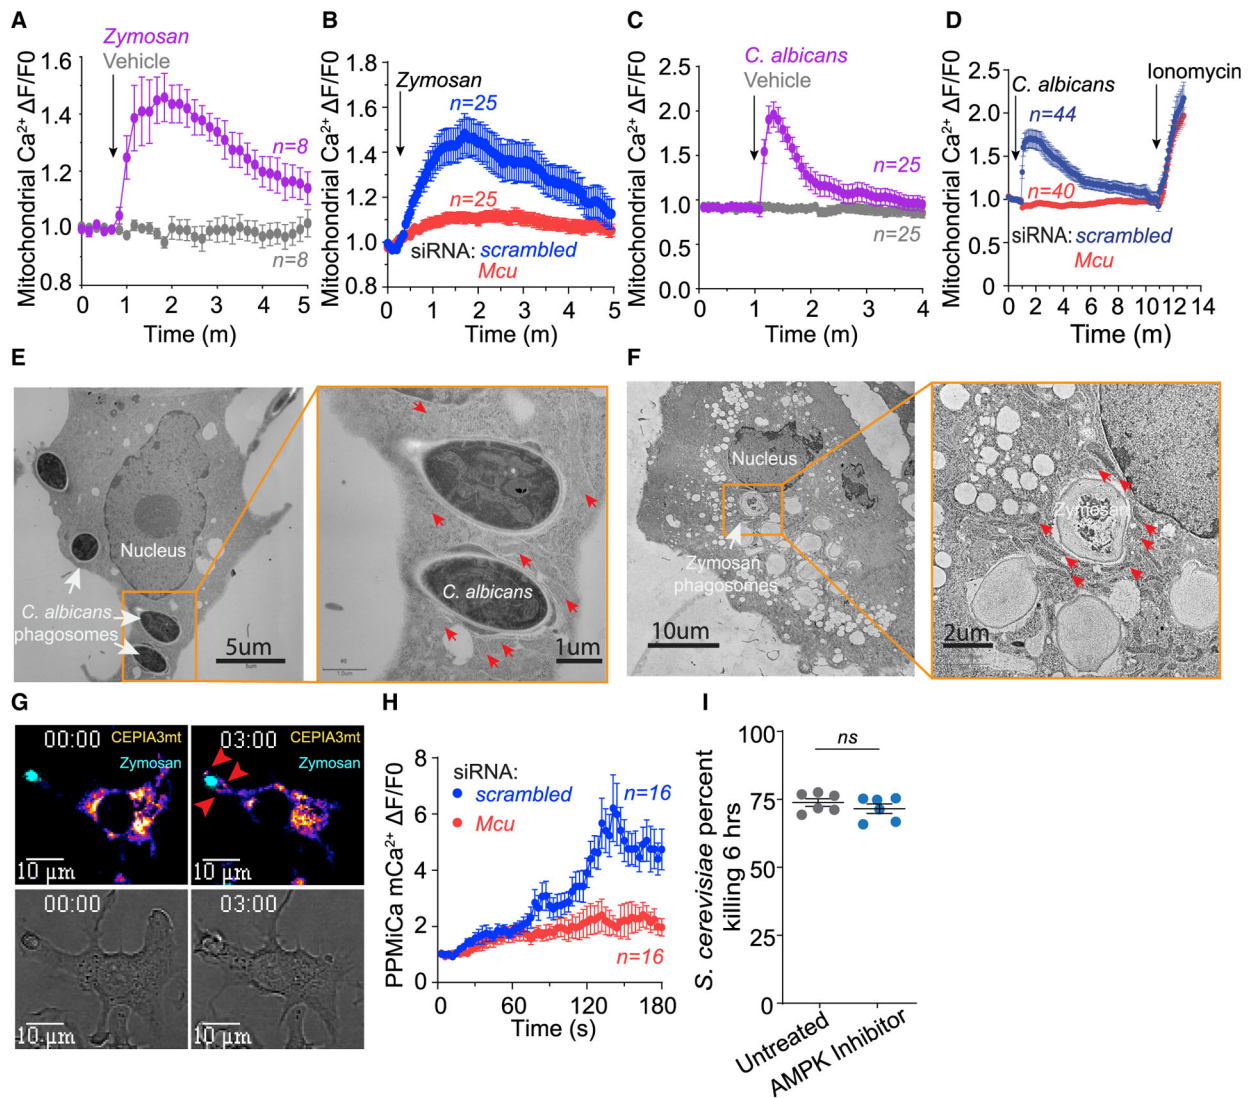 A
Zymosan
Vehicle
Mitochondrial Ca²⁺ ΔF/F0
1.6
1.4
1.2
1.0
0.8
n=8
n=8
0 1 2 3 4 5
Time (m)
B
Zymosan
Mitochondrial Ca²⁺ ΔF/F0
1.8
1.6
1.4
1.2
1.0
0.8
n=25
n=25
siRNA: scrambled
Mcu
0 1 2 3 4 5
Time (m)
C
C. albicans
Vehicle
Mitochondrial Ca²⁺ ΔF/F0
2.5
2.0
1.5
1.0
0.5
0.0
n=25
n=25
0 1 2 3 4
Time (m)
D
C. albicans
Ionomycin
Mitochondrial Ca²⁺ ΔF/F0
2.5
2.0
1.5
1.0
0.5
0
n=44
n=40
siRNA: scrambled
Mcu
0 2 4 6 8 10 12 14
Time (m)
E
Nucleus
C. albicans
phagosomes
5um
5um
C. albicans
1um
1.0um
F
Nucleus
Zymosan
phagosomes
10um
Zymosan
2um
G
00:00
CEPIA3mt
Zymosan
10 µm
03:00
CEPIA3mt
Zymosan
10 µm
00:00
10 µm
03:00
10 µm
H
PPMiCa mCa²⁺ ΔF/F0
8
6
4
2
0
siRNA:
scrambled
Mcu
n=16
n=16
0 60 120 180
Time (s)
I
S. cerevisiae percent
killing 6 hrs
100
75
50
25
0
ns
Untreated
AMPK Inhibitor